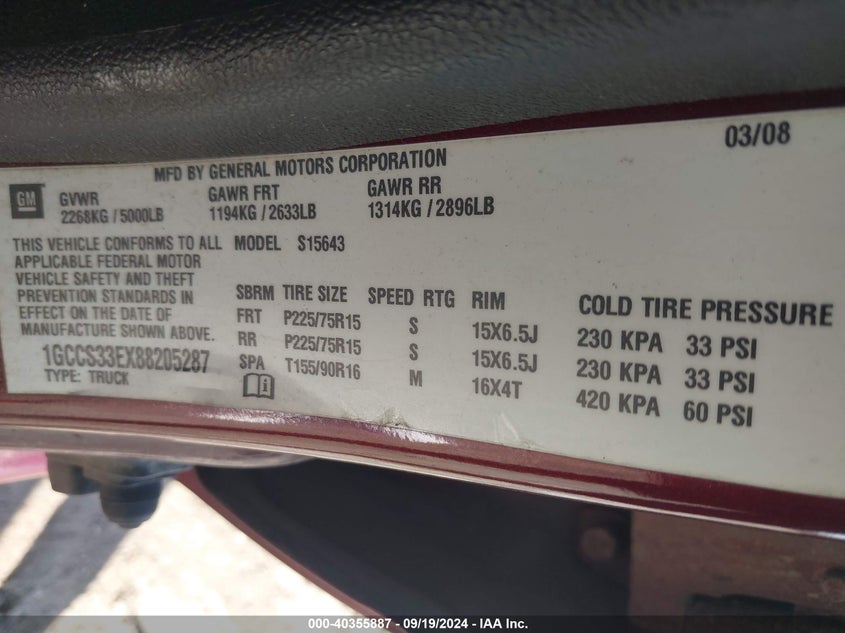 03/08
MFD BY GENERAL MOTORS CORPORATION
GM
GVWR GAWR FRT GAWR RR
2268KG / 5000LB 1194KG / 2633LB 1314KG / 2896LB
THIS VEHICLE CONFORMS TO ALL
APPLICABLE FEDERAL MOTOR
VEHICLE SAFETY AND THEFT
PREVENTION STANDARDS IN
EFFECT ON THE DATE OF
MANUFACTURE SHOWN ABOVE.
1GCCS33EX88205287
TYPE: TRUCK
MODEL S15643
SBRM TIRE SIZE SPEED RTG RIM COLD TIRE PRESSURE
FRT P225/75R15 S 15X6.5J 230 KPA 33 PSI
RR P225/75R15 S 15X6.5J 230 KPA 33 PSI
SPA T155/90R16 M 16X4T 420 KPA 60 PSI
000-40355887 - 09/19/2024 - IAA Inc.